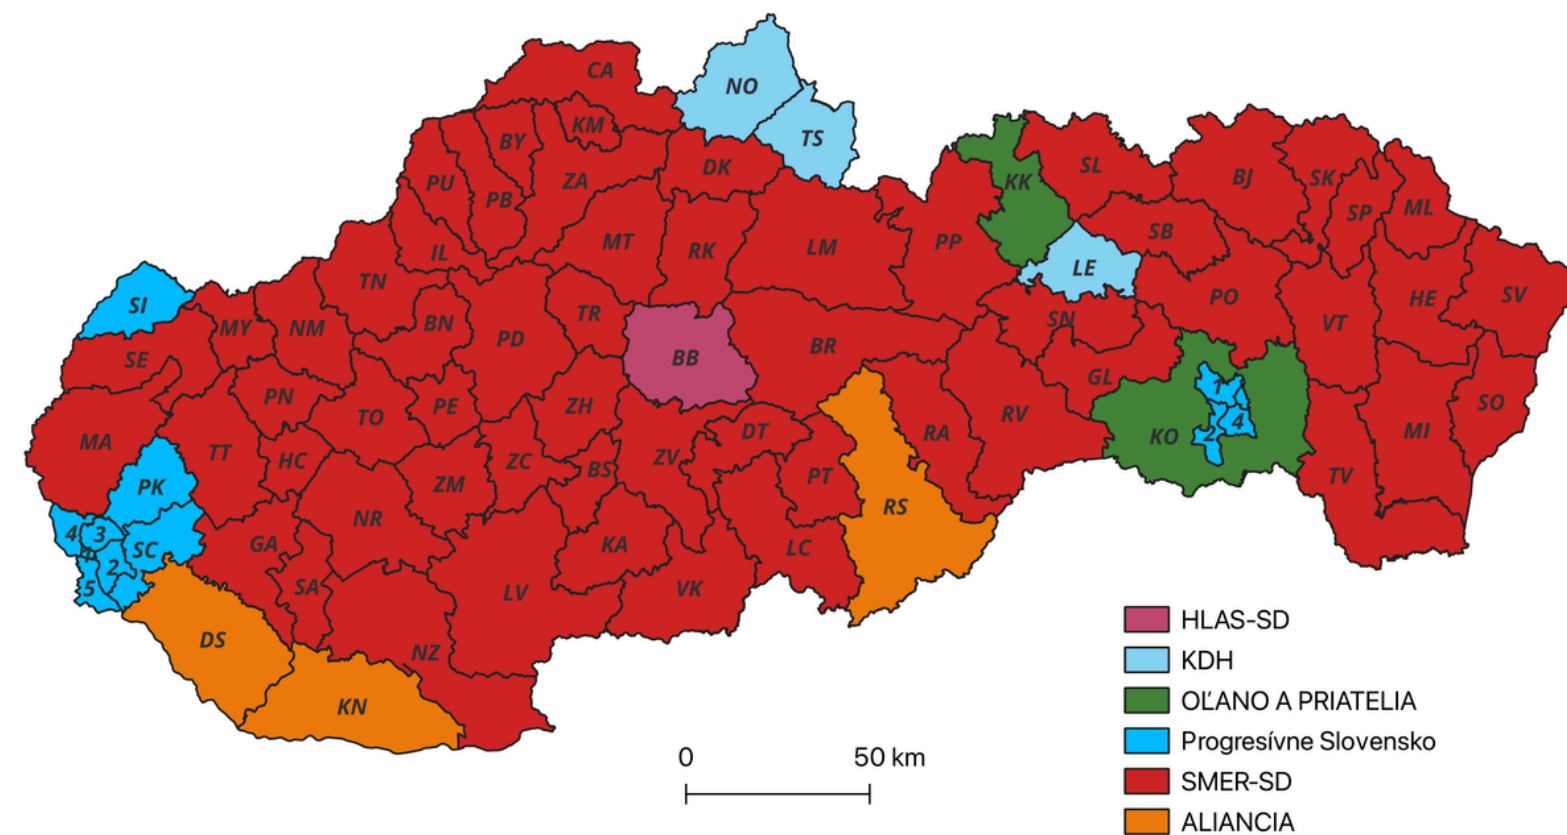 CA
NO
KM
BY
TS
DK
KK
SL
BJ
SK
ML
PU
ZA
PB
SP
SB
IL
MT
RK
LM
PP
LE
TN
SI
PO
HE
SV
MY
NM
BN
TR
SN
VT
PD
BR
SE
BB
GL
1
PN
TO
PE
ZH
SO
MA
RV
KO
2
4
MI
TT
HC
DT
RA
ZC
ZV
BS
PT
TV
PK
ZM
RS
NR
4
3
GA
KA
LC
4
SC
2
5
SA
LV
VK
DS
NZ
KN
0
50 km
HLAS-SD
KDH
OĽANO A PRIATELIA
Progresívne Slovensko
SMER-SD
ALIANCIA